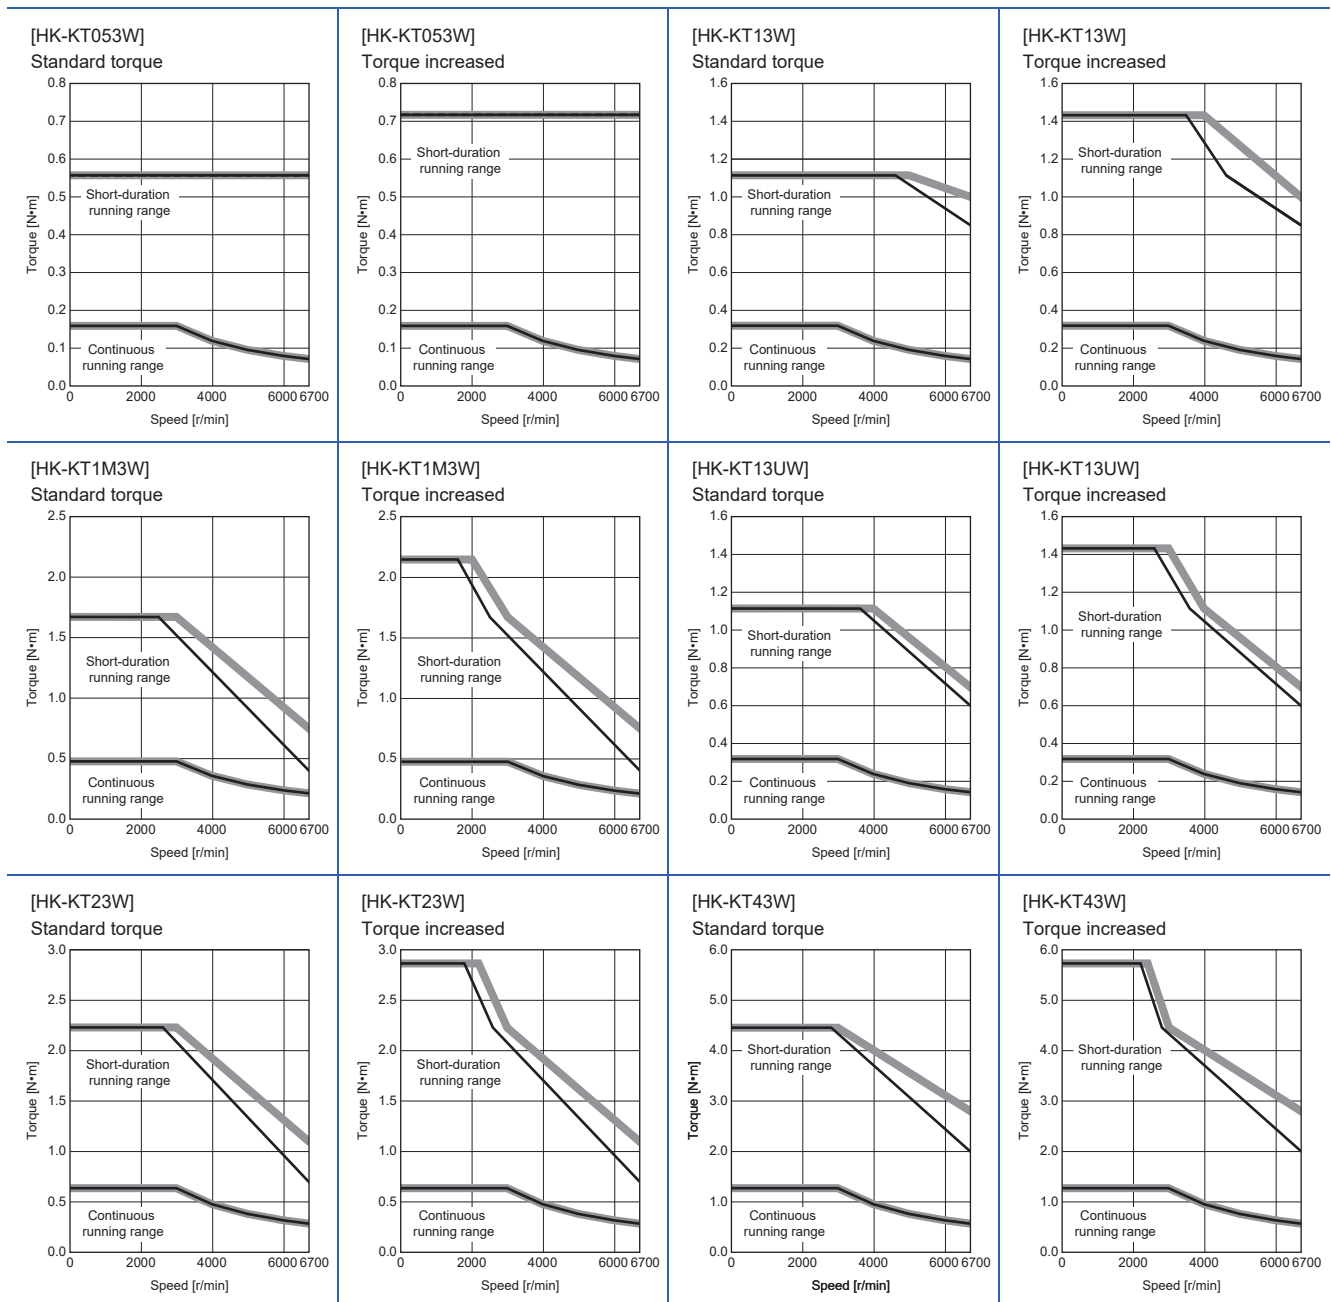 [HK-KT053W]
Standard torque
0.8
0.7
0.6
0.5
0.4
0.3
0.2
0.1
0.0
Torque [N•m]
Short-duration
running range
Continuous
running range
0 2000 4000 6000 6700
Speed [r/min]
[HK-KT053W]
Torque increased
0.8
0.7
0.6
0.5
0.4
0.3
0.2
0.1
0.0
Torque [N•m]
Short-duration
running range
Continuous
running range
0 2000 4000 6000 6700
Speed [r/min]
[HK-KT13W]
Standard torque
1.6
1.4
1.2
1.0
0.8
0.6
0.4
0.2
0.0
Torque [N•m]
Short-duration
running range
Continuous
running range
0 2000 4000 6000 6700
Speed [r/min]
[HK-KT13W]
Torque increased
1.6
1.4
1.2
1.0
0.8
0.6
0.4
0.2
0.0
Torque [N•m]
Short-duration
running range
Continuous
running range
0 2000 4000 6000 6700
Speed [r/min]
[HK-KT1M3W]
Standard torque
2.5
2.0
1.5
1.0
0.5
0.0
Torque [N•m]
Short-duration
running range
Continuous
running range
0 2000 4000 6000 6700
Speed [r/min]
[HK-KT1M3W]
Torque increased
2.5
2.0
1.5
1.0
0.5
0.0
Torque [N•m]
Short-duration
running range
Continuous
running range
0 2000 4000 6000 6700
Speed [r/min]
[HK-KT13UW]
Standard torque
1.6
1.4
1.2
1.0
0.8
0.6
0.4
0.2
0.0
Torque [N•m]
Short-duration
running range
Continuous
running range
0 2000 4000 6000 6700
Speed [r/min]
[HK-KT13UW]
Torque increased
1.6
1.4
1.2
1.0
0.8
0.6
0.4
0.2
0.0
Torque [N•m]
Short-duration
running range
Continuous
running range
0 2000 4000 6000 6700
Speed [r/min]
[HK-KT23W]
Standard torque
3.0
2.5
2.0
1.5
1.0
0.5
0.0
Torque [N•m]
Short-duration
running range
Continuous
running range
0 2000 4000 6000 6700
Speed [r/min]
[HK-KT23W]
Torque increased
3.0
2.5
2.0
1.5
1.0
0.5
0.0
Torque [N•m]
Short-duration
running range
Continuous
running range
0 2000 4000 6000 6700
Speed [r/min]
[HK-KT43W]
Standard torque
6.0
5.0
4.0
3.0
2.0
1.0
0.0
Torque [N•m]
Short-duration
running range
Continuous
running range
0 2000 4000 6000 6700
Speed [r/min]
[HK-KT43W]
Torque increased
6.0
5.0
4.0
3.0
2.0
1.0
0.0
Torque [N•m]
Short-duration
running range
Continuous
running range
0 2000 4000 6000 6700
Speed [r/min]